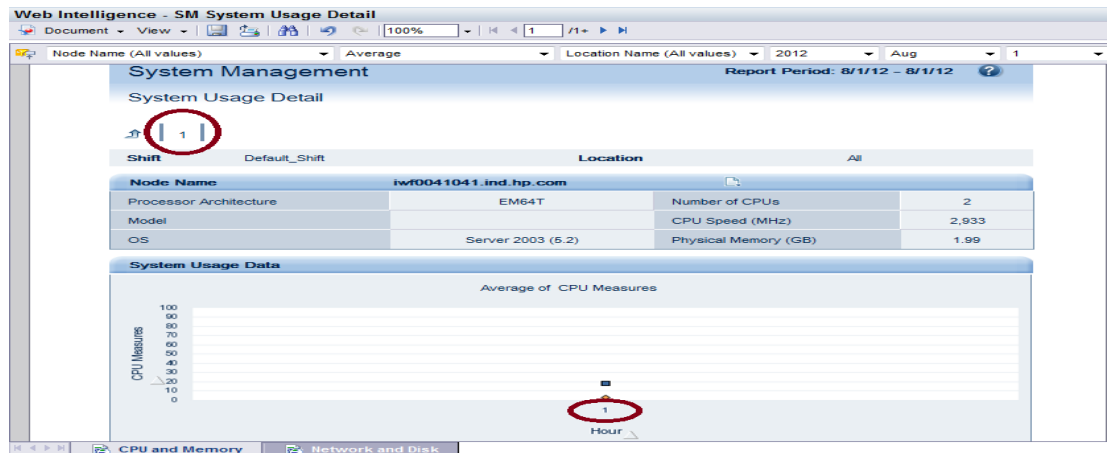 Web Intelligence - SM System Usage Detail
Document View 100% 1 /1+
Node Name (All values) Average Location Name (All values) 2012 Aug 1
System Management Report Period: 8/1/12 – 8/1/12 ?
System Usage Detail
1
Shift Default_Shift Location All
Node Name iwf0041041.ind.hp.com
Processor Architecture EM64T Number of CPUs 2
Model CPU Speed (MHz) 2,933
OS Server 2003 (5.2) Physical Memory (GB) 1.99
System Usage Data
Average of CPU Measures
100
90
80
70
60
50
40
30
20
10
0
CPU Measures
1
Hour
CPU and Memory Network and Disk